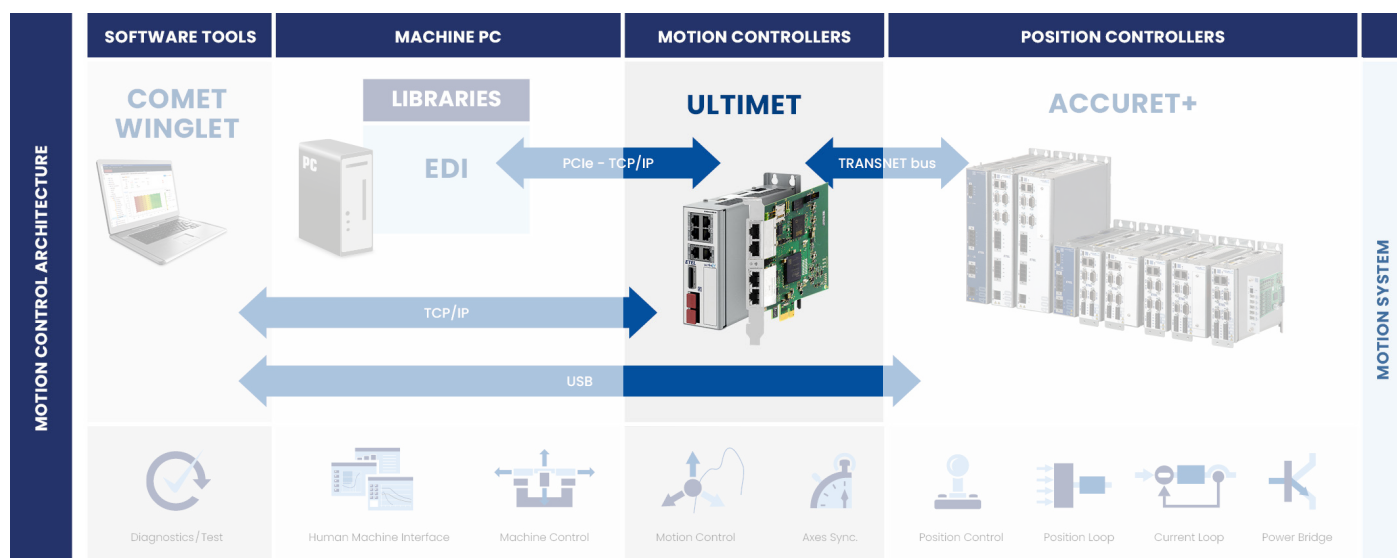 MOTION CONTROL ARCHITECTURE
SOFTWARE TOOLS
MACHINE PC
MOTION CONTROLLERS
POSITION CONTROLLERS
COMET
WINGLET
LIBRARIES
EDI
PC
ULTIMET
ACCURET+
PCIe - TCP/IP
TRANSNET bus
ETEL
TCP/IP
USB
MOTION SYSTEM
Diagnostics/Test
Human Machine Interface
Machine Control
Motion Control
Axes Sync.
Position Control
Position Loop
Current Loop
Power Bridge